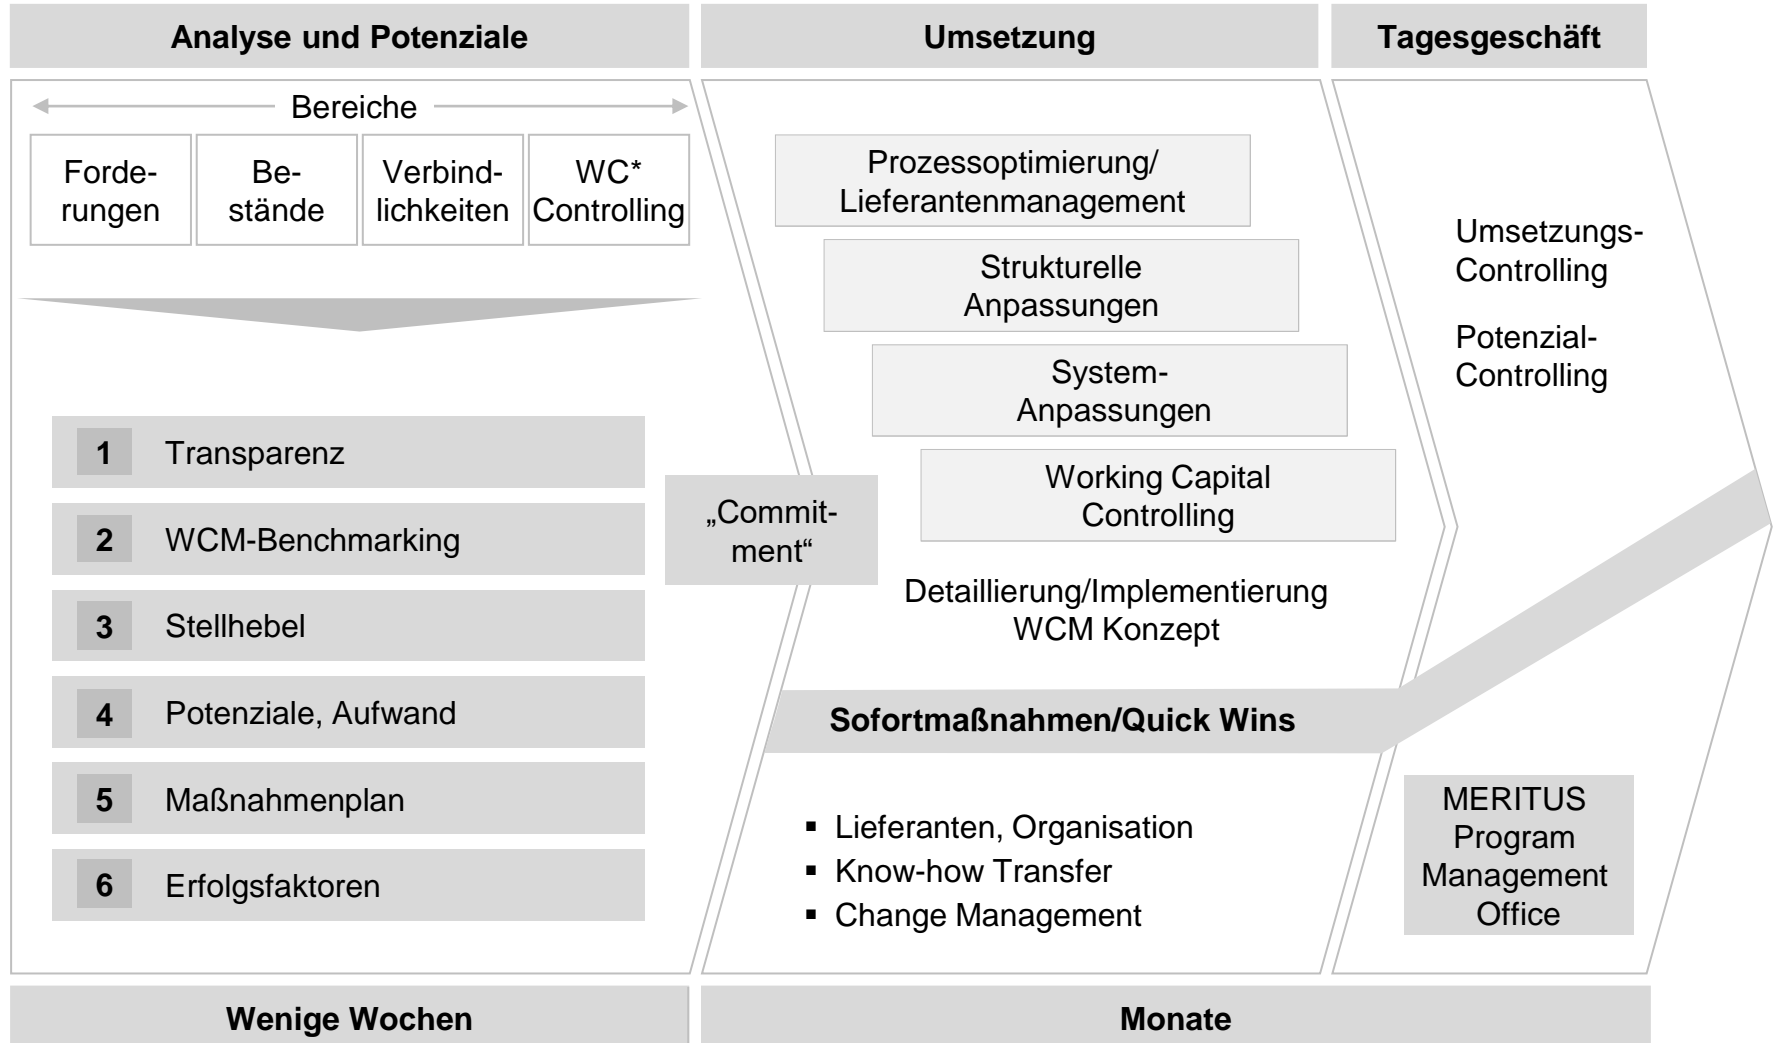 Analyse und Potenziale
Umsetzung
Tagesgeschäft
Bereiche
Forde-
rungen
Be-
stände
Verbind-
lichkeiten
WC*
Controlling
1 Transparenz
2 WCM-Benchmarking
3 Stellhebel
4 Potenziale, Aufwand
5 Maßnahmenplan
6 Erfolgsfaktoren
„Commit-
ment“
Prozessoptimierung/
Lieferantenmanagement
Strukturelle
Anpassungen
System-
Anpassungen
Working Capital
Controlling
Detaillierung/Implementierung
WCM Konzept
Sofortmaßnahmen/Quick Wins
▪ Lieferanten, Organisation
▪ Know-how Transfer
▪ Change Management
Umsetzungs-
Controlling
Potenzial-
Controlling
MERITUS
Program
Management
Office
Wenige Wochen
Monate